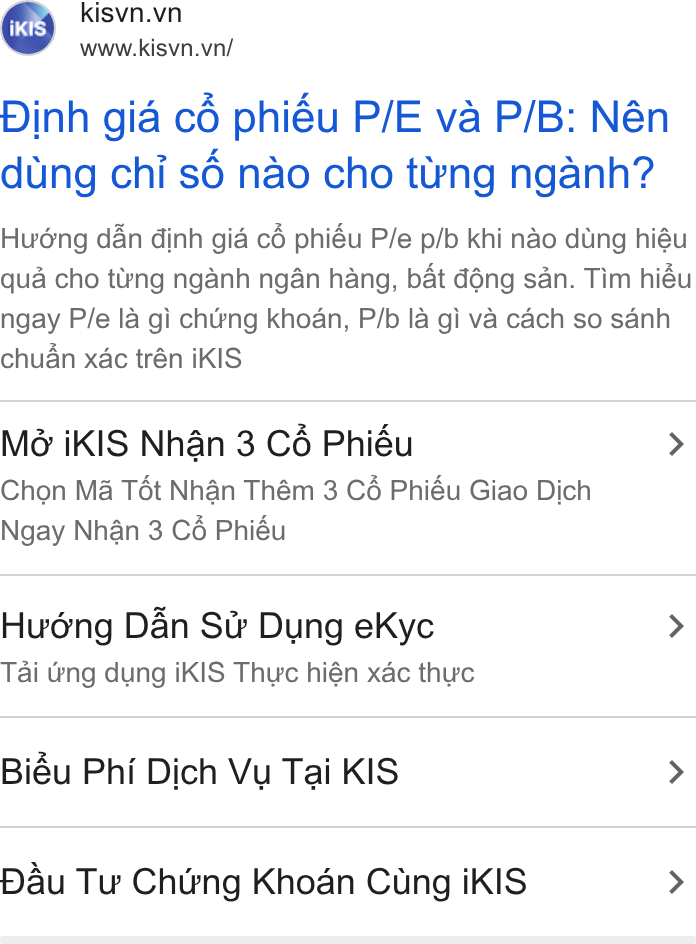 iKIS
kisvn.vn
www.kisvn.vn/
Định giá cổ phiếu P/E và P/B: Nên
dùng chỉ số nào cho từng ngành?
Hướng dẫn định giá cổ phiếu P/e p/b khi nào dùng hiệu
quả cho từng ngành ngân hàng, bất động sản. Tìm hiểu
ngay P/e là gì chứng khoán, P/b là gì và cách so sánh
chuẩn xác trên iKIS
Mở iKIS Nhận 3 Cổ Phiếu
Chọn Mã Tốt Nhận Thêm 3 Cổ Phiếu Giao Dịch
Ngay Nhận 3 Cổ Phiếu
Hướng Dẫn Sử Dụng eKyc
Tải ứng dụng iKIS Thực hiện xác thực
Biểu Phí Dịch Vụ Tại KIS
Đầu Tư Chứng Khoán Cùng iKIS